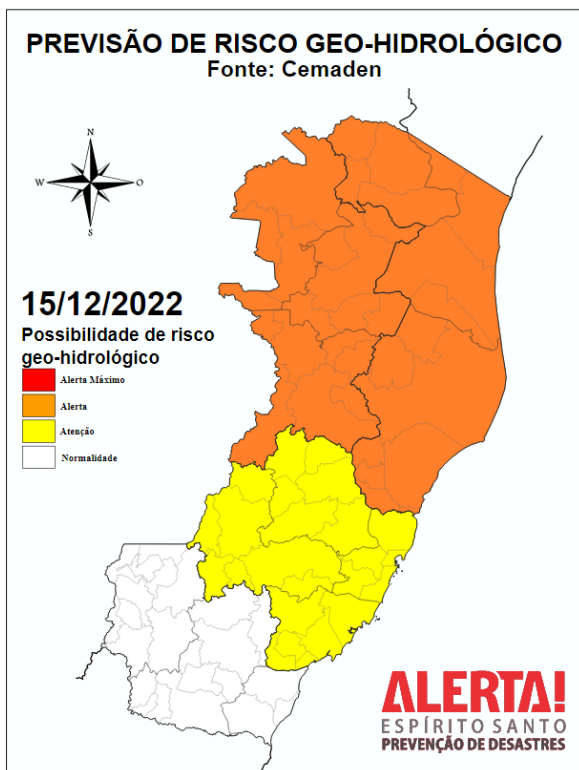 PREVISÃO DE RISCO GEO-HIDROLÓGICO
Fonte: Cemaden
N
W
O
S
15/12/2022
Possibilidade de risco
geo-hidrológico
Alerta Máximo
Alerta
Atenção
Normalidade
ALERTA!
ESPÍRITO SANTO
PREVENÇÃO DE DESASTRES